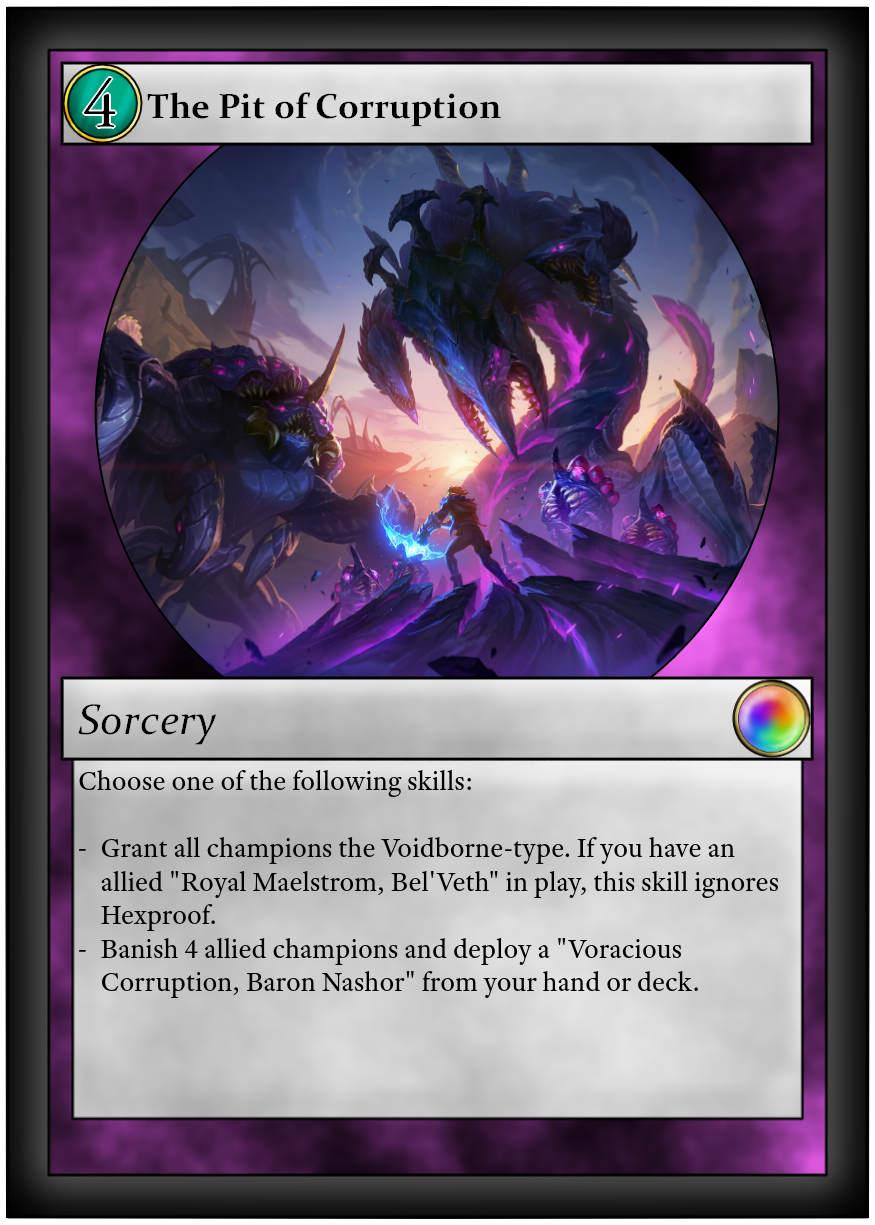 4 The Pit of Corruption
Sorcery
Choose one of the following skills:
- Grant all champions the Voidborne-type. If you have an
allied "Royal Maelstrom, Bel'Veth" in play, this skill ignores
Hexproof.
- Banish 4 allied champions and deploy a "Voracious
Corruption, Baron Nashor" from your hand or deck.